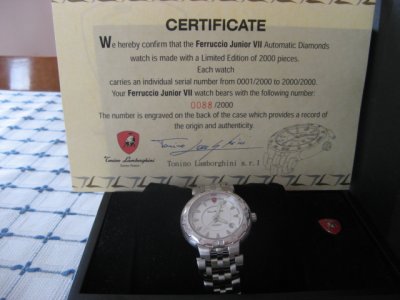 CERTIFICATE
We hereby confirm that the Ferruccio Junior VII Automatic Diamonds
watch is made with a Limited Edition of 2000 pieces.
Each watch
carries an individual serial number from 0001/2000 to 2000/2000.
Your Ferruccio Junior VII watch bears with the following number:
0088/2000
The number is engraved on the back of the case which provides a record of
the origin and authenticity.
Tonino Lamborghini
Tonino Lamborghini s.r.l